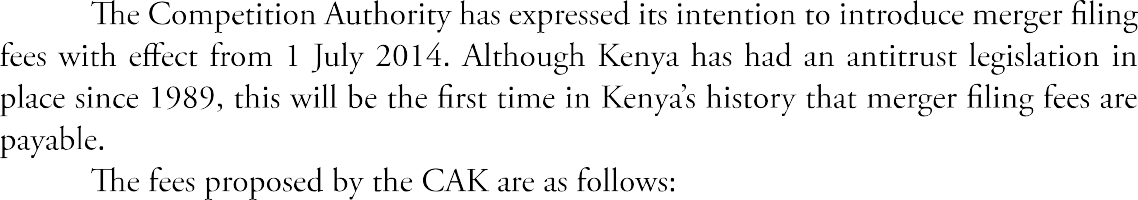 The Competition Authority has expressed its intention to introduce merger filing
fees with effect from 1 July 2014. Although Kenya has had an antitrust legislation in
place since 1989, this will be the first time in Kenya’s history that merger filing fees are
payable.
The fees proposed by the CAK are as follows: